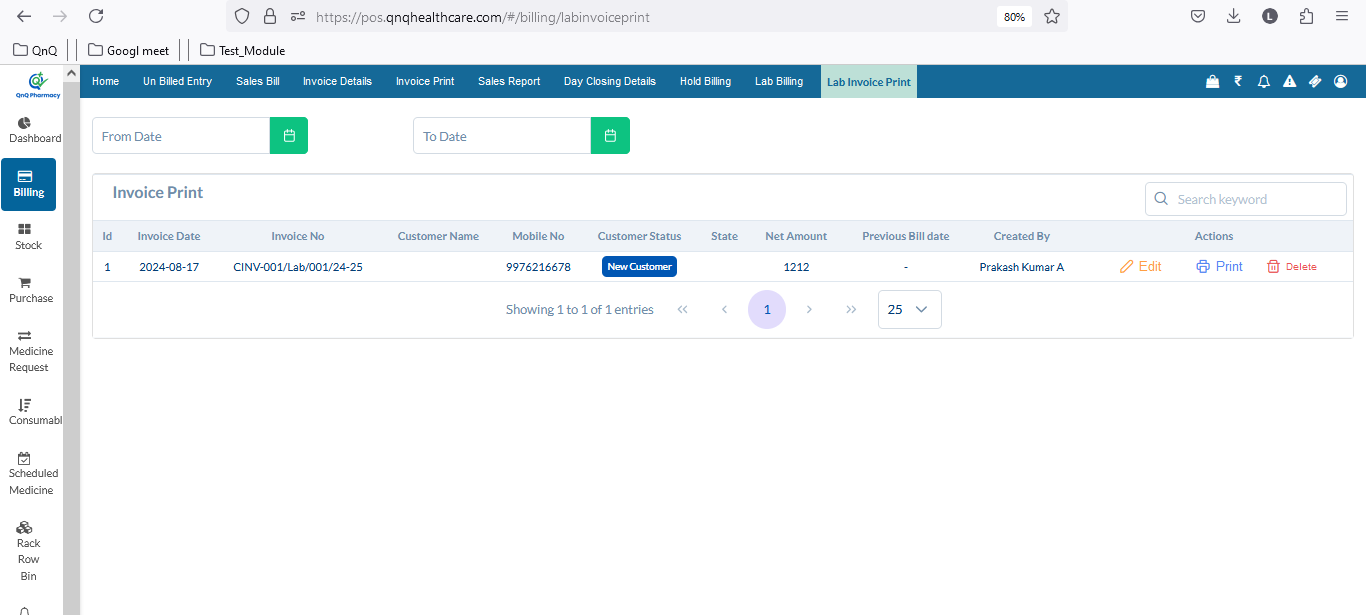 https://pos.qnqhealthcare.com/#/billing/labinvoiceprint 80% L
QnQ Googl meet Test_Module
QnQ Pharmacy
Home Un Billed Entry Sales Bill Invoice Details Invoice Print Sales Report Day Closing Details Hold Billing Lab Billing Lab Invoice Print ₹
Dashboard
Billing
Stock
Purchase
Medicine
Request
Consumabl
Scheduled
Medicine
Rack
Row
Bin
From Date To Date
Invoice Print Search keyword
Id Invoice Date Invoice No Customer Name Mobile No Customer Status State Net Amount Previous Bill date Created By Actions
1 2024-08-17 CINV-001/Lab/001/24-25 9976216678 New Customer 1212 - Prakash Kumar A Edit Print Delete
Showing 1 to 1 of 1 entries « ‹ 1 › » 25